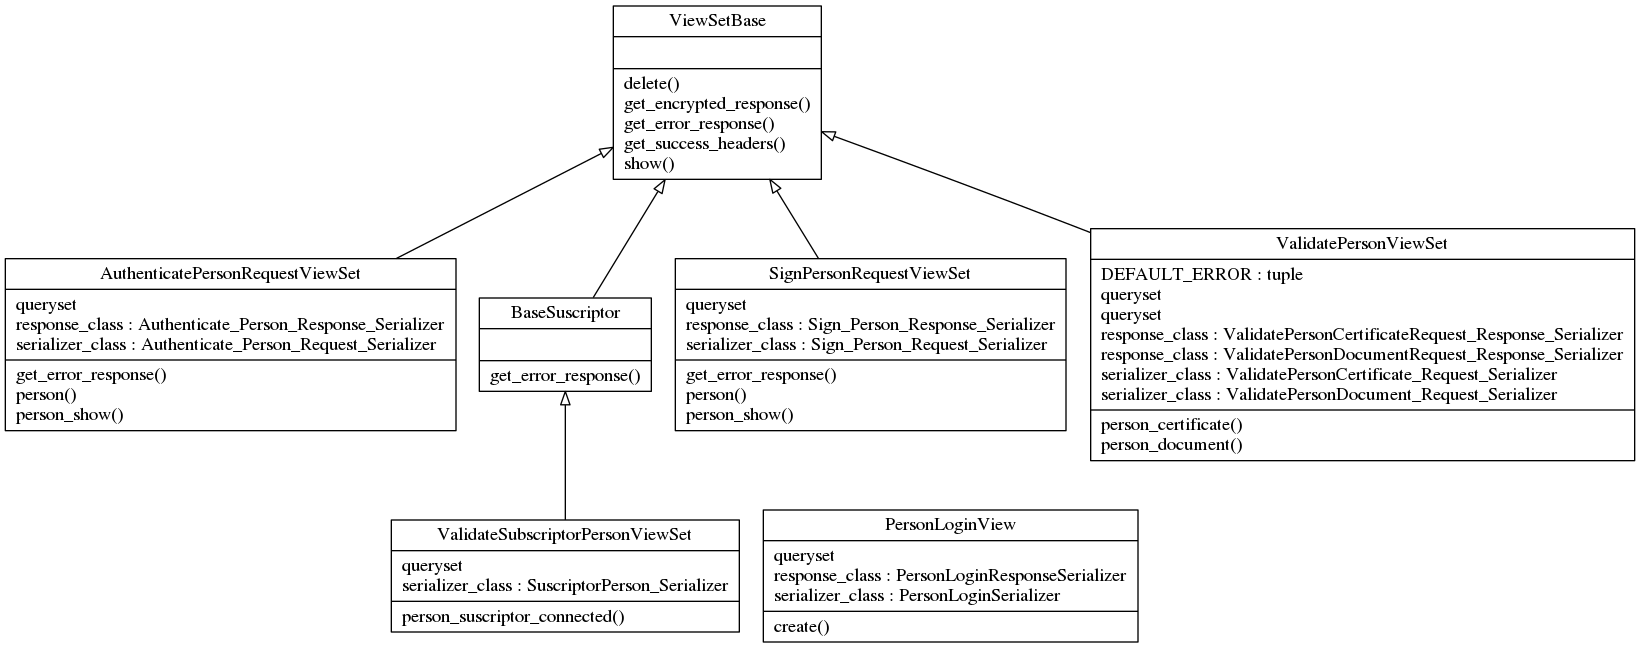 ViewSetBase
delete()
get_encrypted_response()
get_error_response()
get_success_headers()
show()
AuthenticatePersonRequestViewSet
queryset
response_class : Authenticate_Person_Response_Serializer
serializer_class : Authenticate_Person_Request_Serializer
get_error_response()
person()
person_show()
BaseSuscriptor
get_error_response()
SignPersonRequestViewSet
queryset
response_class : Sign_Person_Response_Serializer
serializer_class : Sign_Person_Request_Serializer
get_error_response()
person()
person_show()
ValidatePersonViewSet
DEFAULT_ERROR : tuple
queryset
queryset
response_class : ValidatePersonCertificateRequest_Response_Serializer
response_class : ValidatePersonDocumentRequest_Response_Serializer
serializer_class : ValidatePersonCertificate_Request_Serializer
serializer_class : ValidatePersonDocument_Request_Serializer
person_certificate()
person_document()
ValidateSubscriptorPersonViewSet
queryset
serializer_class : SuscriptorPerson_Serializer
person_suscriptor_connected()
PersonLoginView
queryset
response_class : PersonLoginResponseSerializer
serializer_class : PersonLoginSerializer
create()